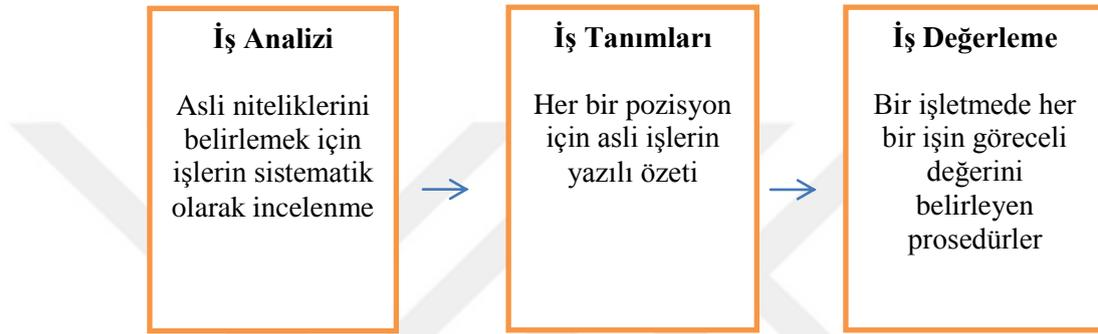 İş Analizi
Asli niteliklerini
belirlemek için
işlerin sistematik
olarak incelenme
İş Tanımları
Her bir pozisyon
için asli işlerin
yazılı özeti
İş Değerleme
Bir işletmede her
bir işin göreceli
değerini
belirleyen
prosedürler